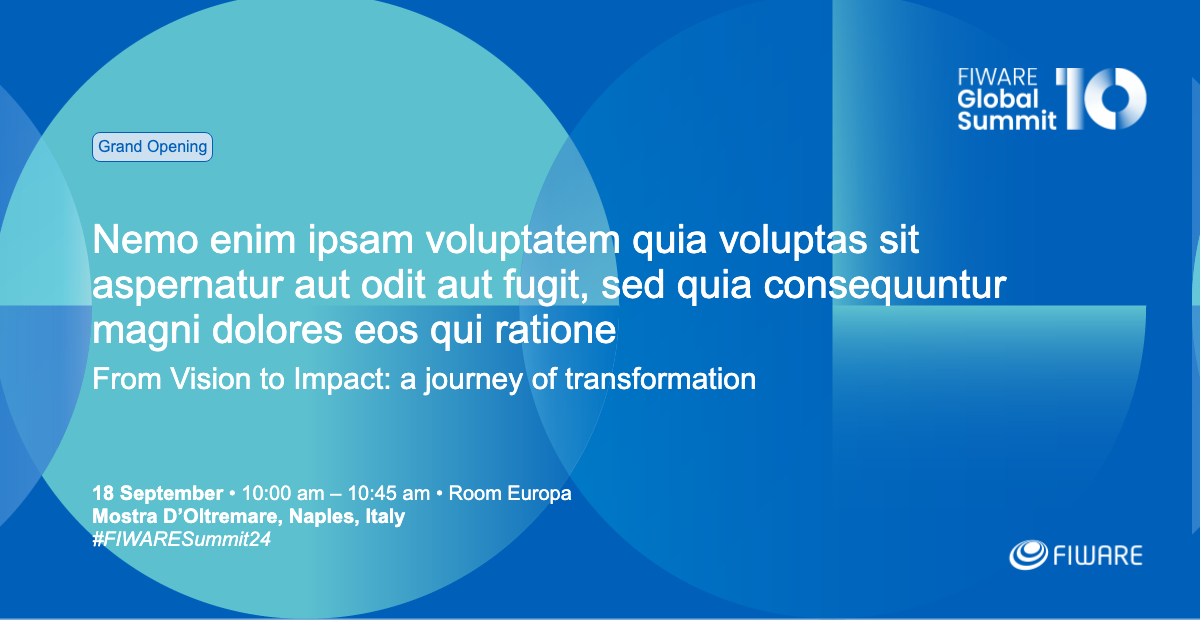 FIWARE
Global
Summit 10
Grand Opening
Nemo enim ipsam voluptatem quia voluptas sit
aspernatur aut odit aut fugit, sed quia consequuntur
magni dolores eos qui ratione
From Vision to Impact: a journey of transformation
18 September • 10:00 am – 10:45 am • Room Europa
Mostra D’Oltremare, Naples, Italy
#FIWARESummit24
FIWARE